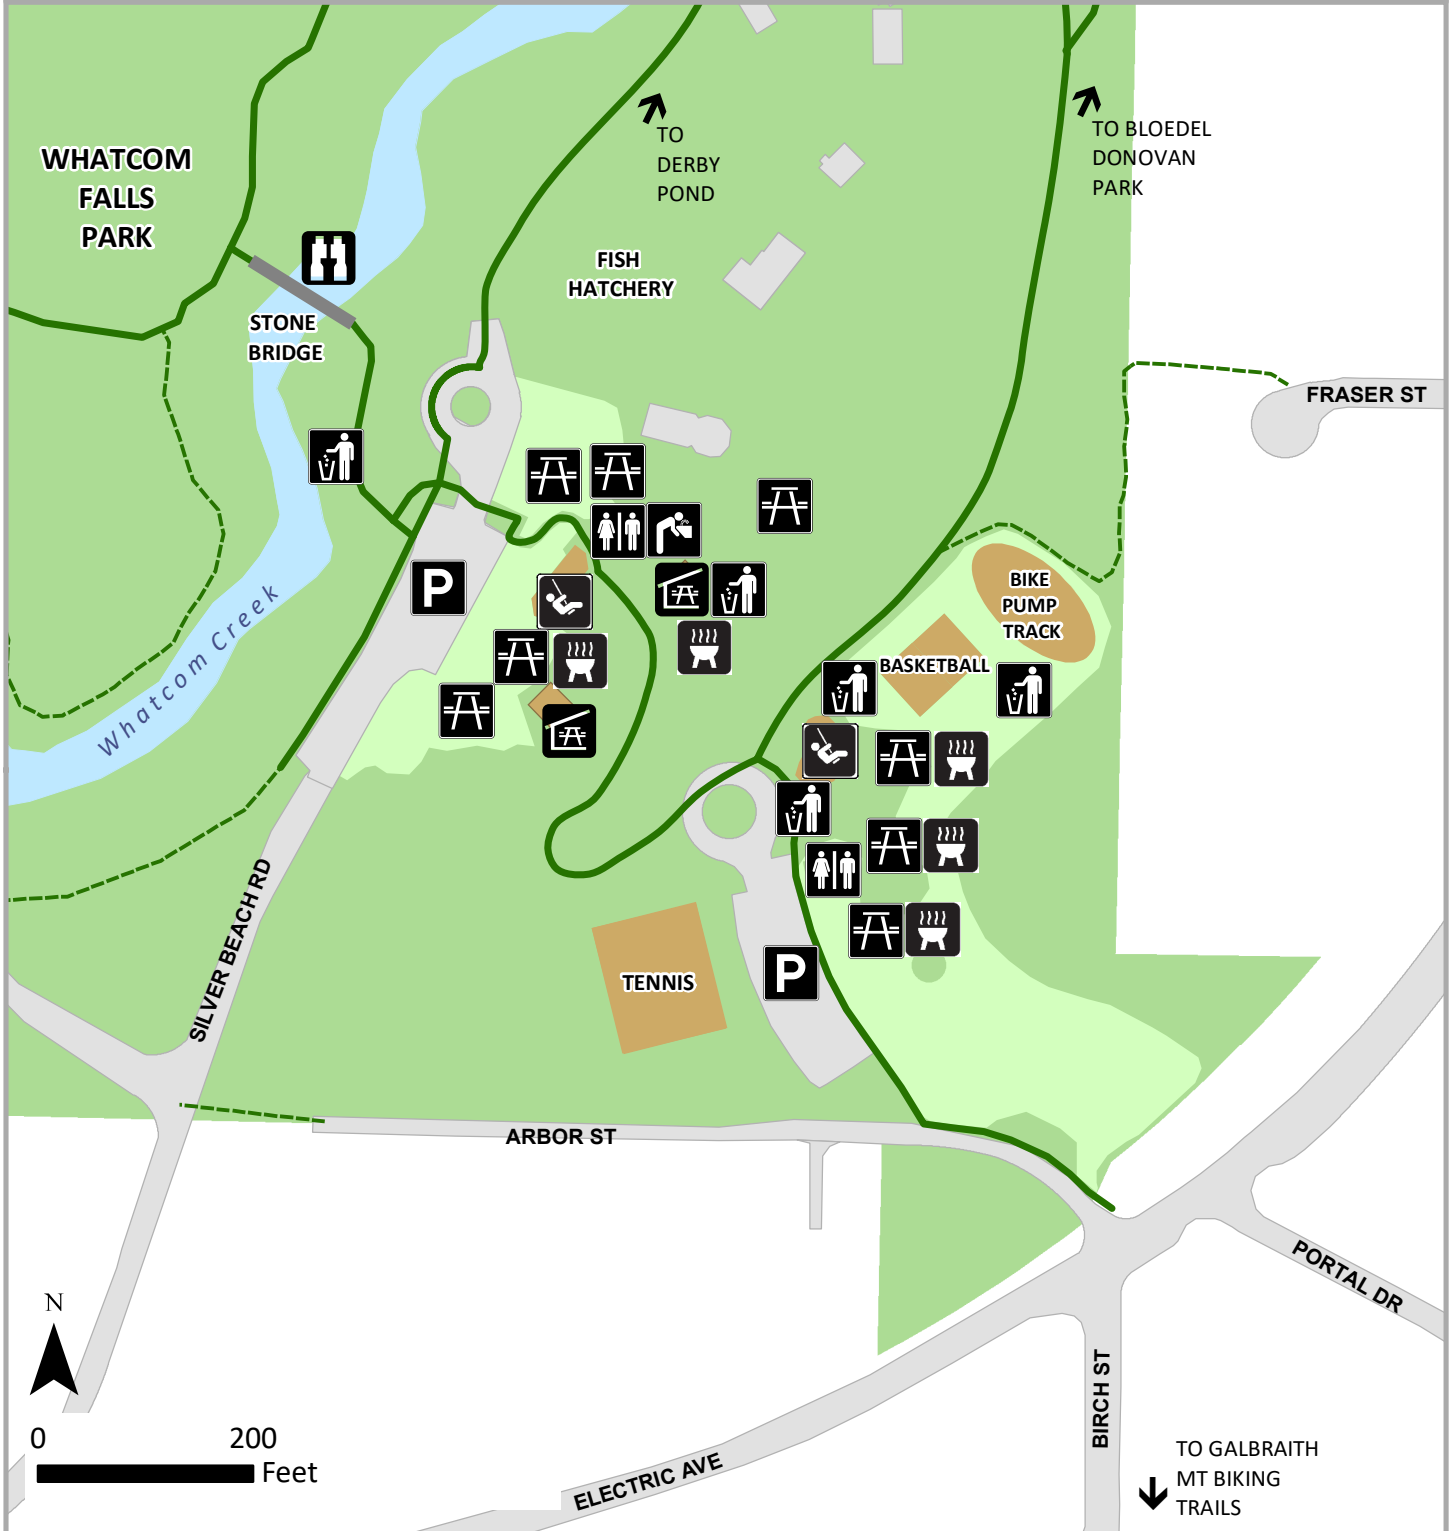 WHATCOM
FALLS
PARK
TO
DERBY
POND
TO BLOEDEL
DONOVAN
PARK
FISH
HATCHERY
STONE
BRIDGE
FRASER ST
P
BIKE
PUMP
TRACK
BASKETBALL
Whatcom Creek
SILVER BEACH RD
TENNIS
P
ARBOR ST
PORTAL DR
N
BIRCH ST
0 200
Feet
ELECTRIC AVE
TO GALBRAITH
MT BIKING
TRAILS